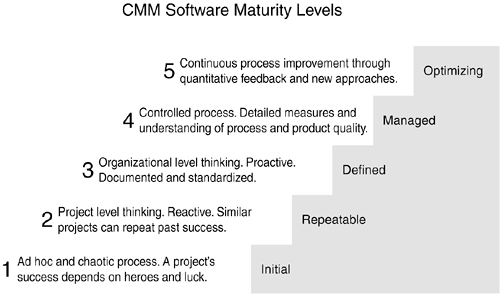 CMM Software Maturity Levels
5 Continuous process improvement through
quantitative feedback and new approaches.
Optimizing
4 Controlled process. Detailed measures and
understanding of process and product quality.
Managed
3 Organizational level thinking. Proactive.
Documented and standardized.
Defined
2 Project level thinking. Reactive. Similar
projects can repeat past success.
Repeatable
1 Ad hoc and chaotic process. A project's
success depends on heroes and luck.
Initial